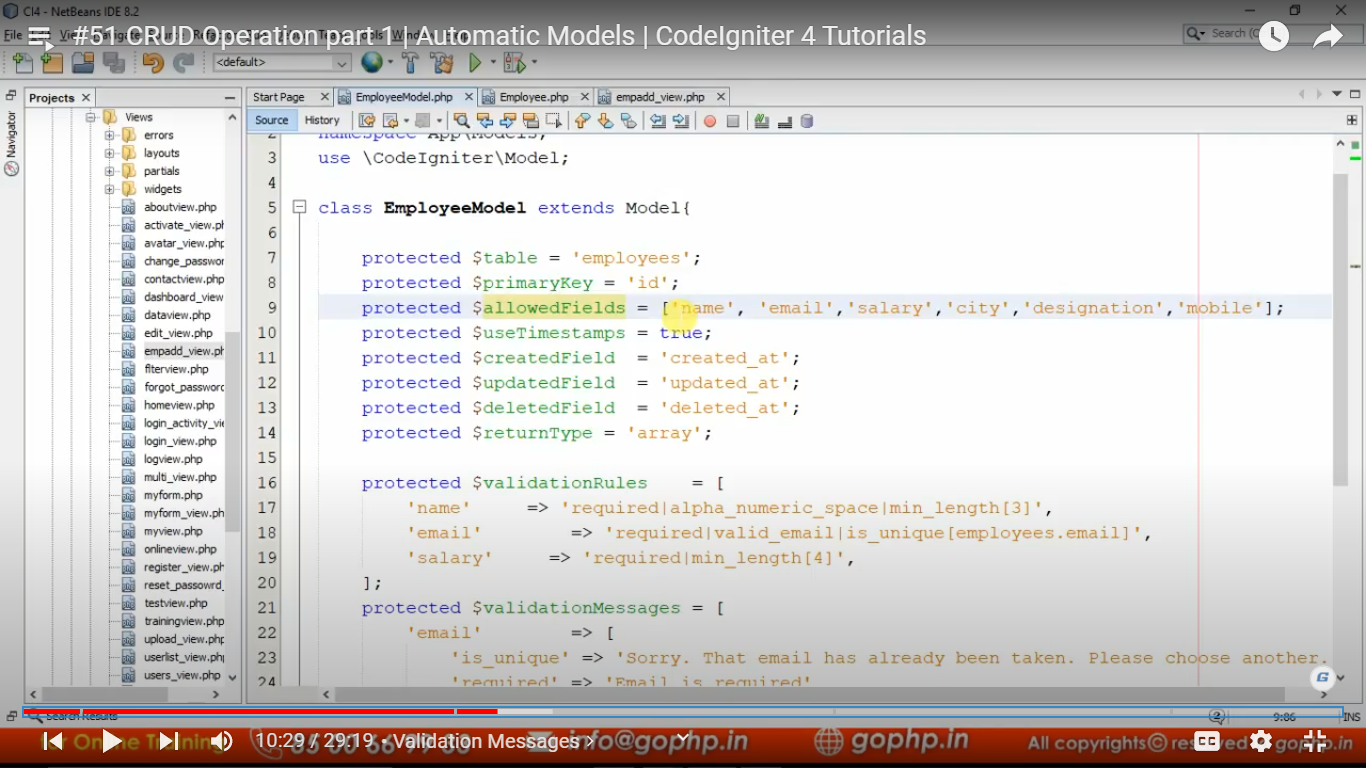 CI4 - NetBeans IDE 8.2
#51 CRUD Operation part 1 | Automatic Models | CodeIgniter 4 Tutorials
File
Search (C
<default>
Projects
Start Page
EmployeeModel.php
Employee.php
empadd_view.php
Navigator
Source
History
Views
errors
layouts
partials
widgets
aboutview.php
activate_view.ph
avatar_view.php
change_passwor
contactview.php
dashboard_view
dataview.php
edit_view.php
empadd_view.ph
flterview.php
forgot_password
homeview.php
login_activity_vie
login_view.php
logview.php
multi_view.php
myform.php
myform_view.ph
myview.php
onlineview.php
register_view.ph
reset_passowrd_
testview.php
trainingview.php
upload_view.php
userlist_view.ph
users_view.php
2 namespace App\Models;
3 use \CodeIgniter\Model;
4
5 class EmployeeModel extends Model{
6
7 protected $table = 'employees';
8 protected $primaryKey = 'id';
9 protected $allowedFields = ['name', 'email','salary','city','designation','mobile'];
10 protected $useTimestamps = true;
11 protected $createdField  = 'created_at';
12 protected $updatedField  = 'updated_at';
13 protected $deletedField  = 'deleted_at';
14 protected $returnType = 'array';
15
16 protected $validationRules    = [
17 'name'     => 'required|alpha_numeric_space|min_length[3]',
18 'email'        => 'required|valid_email|is_unique[employees.email]',
19 'salary'     => 'required|min_length[4]',
20 ];
21 protected $validationMessages = [
22 'email'        => [
23 'is_unique' => 'Sorry. That email has already been taken. Please choose another.
24 'required' => 'Email is required'
Search Results
2
9:86
INS
for Online Training
10:29 / 29:19 • Validation Messages >
info@gophp.in
gophp.in
All copyrights© reserved
gophp.in
CC
G